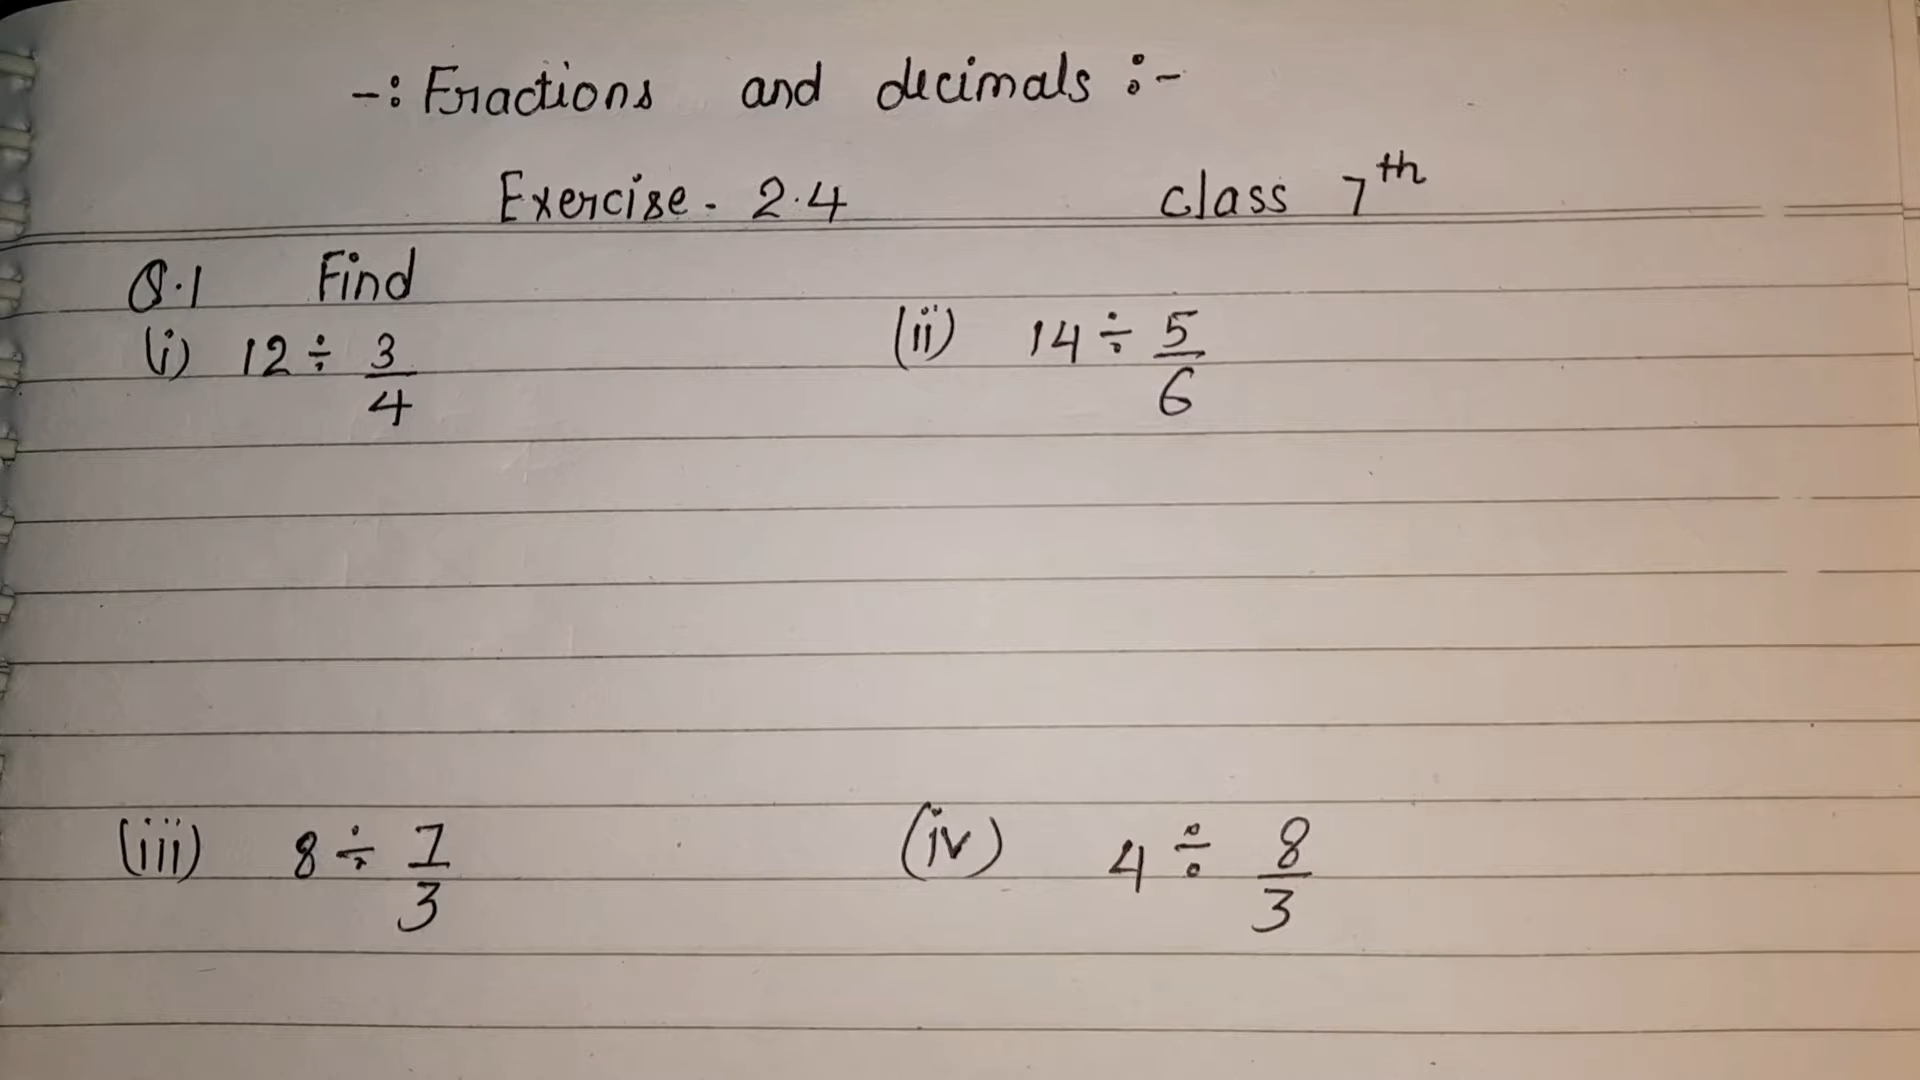 -: Fractions and decimals :-
Exercise - 2.4 class 7th
Q.1 Find
(i) 12 ÷ 3/4 (ii) 14 ÷ 5/6
(iii) 8 ÷ 7/3 (iv) 4 ÷ 8/3